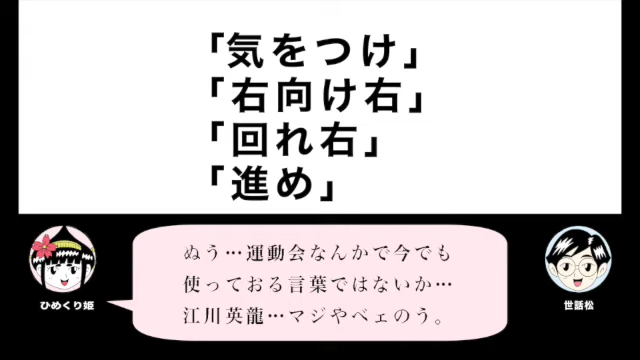 「気をつけ」
「右向け右」
「回れ右」
「進め」
ぬう…運動会なんかで今でも
使っておる言葉ではないか…
江川英龍…マジやベェのう。
ひめくり姫
世話松